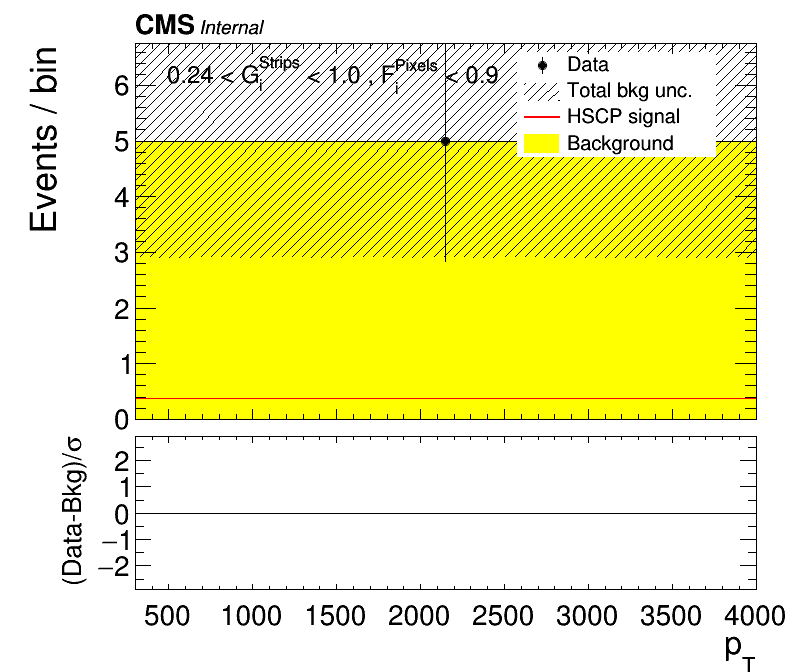 CMS Internal
Events / bin
0.24 < G_i^Strips < 1.0 , F_i^Pixels < 0.9
Data
Total bkg unc.
HSCP signal
Background
6
5
4
3
2
1
0
(Data-Bkg)/σ
2
1
0
−1
−2
500 1000 1500 2000 2500 3000 3500 4000
p_T